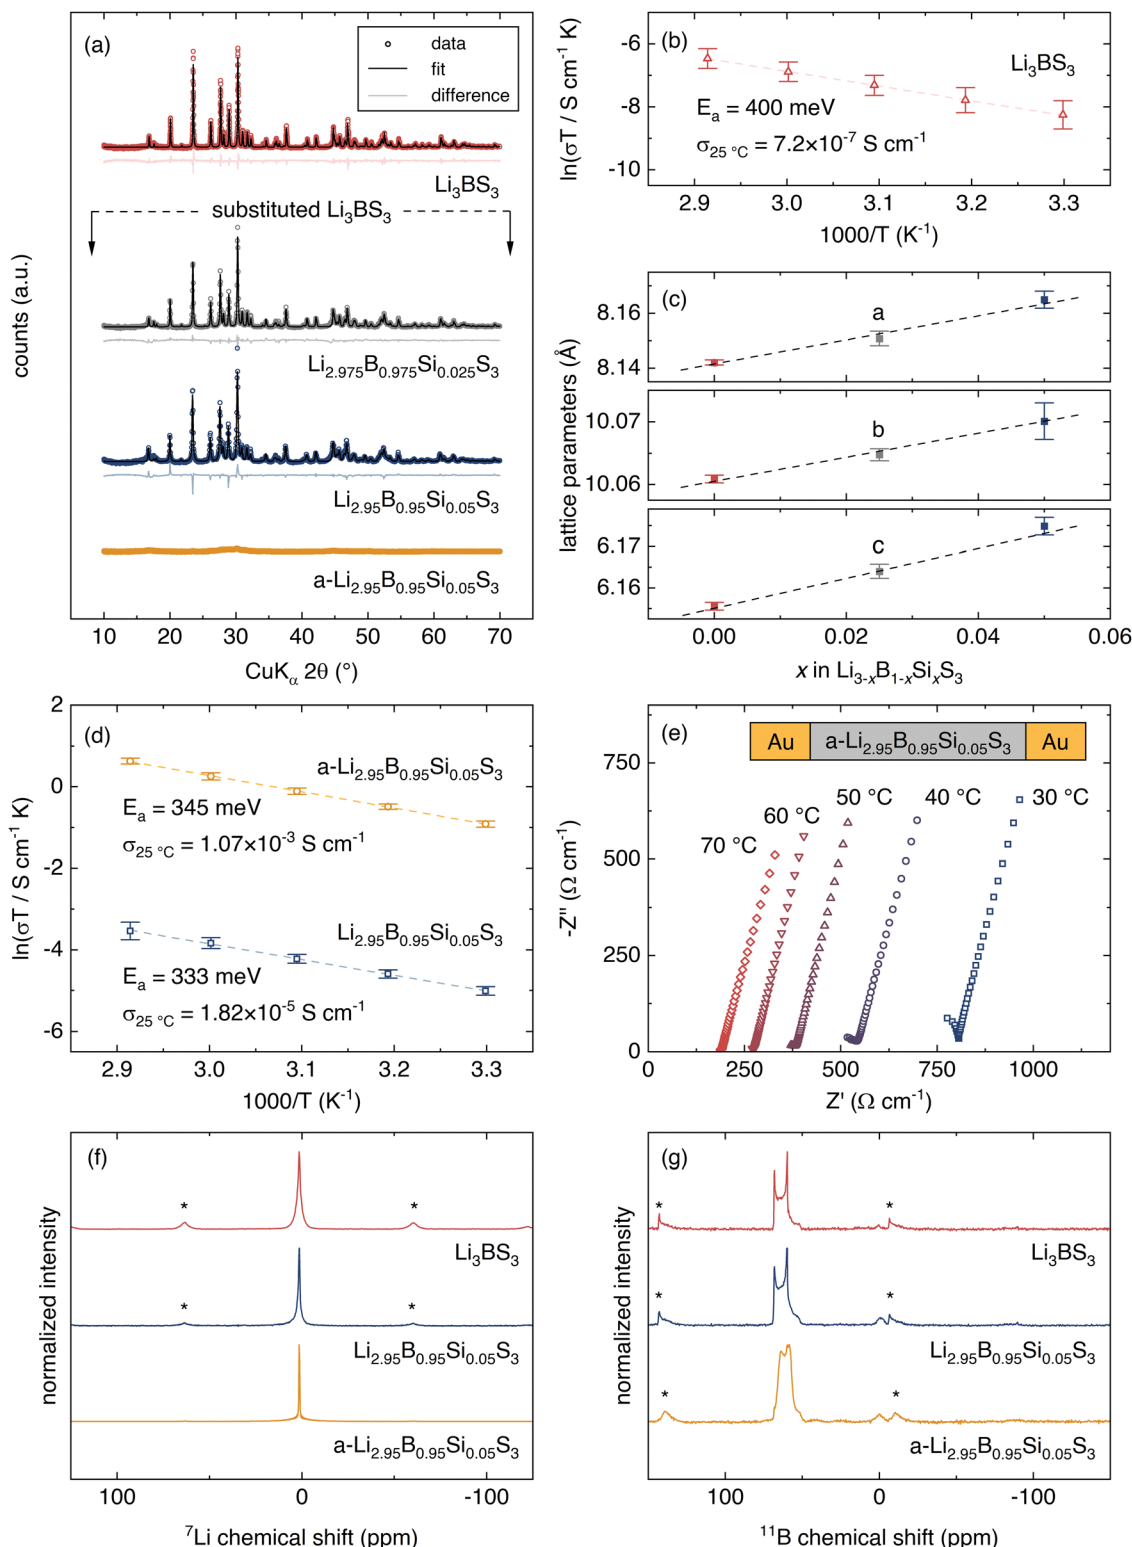 (a)
data
fit
difference
Li3BS3
substituted Li3BS3
Li2.975B0.975Si0.025S3
Li2.95B0.95Si0.05S3
a-Li2.95B0.95Si0.05S3
counts (a.u.)
10 20 30 40 50 60 70
CuKα 2θ (°)
(b)
Li3BS3
Ea = 400 meV
σ25 °C = 7.2×10-7 S cm-1
ln(σT / S cm-1 K)
-6
-8
-10
2.9 3.0 3.1 3.2 3.3
1000/T (K-1)
(c)
a
8.16
8.14
b
10.07
10.06
c
6.17
6.16
lattice parameters (Å)
0.00 0.02 0.04 0.06
x in Li3-xB1-xSixS3
(d)
2
0
-2
-4
-6
ln(σT / S cm-1 K)
a-Li2.95B0.95Si0.05S3
Ea = 345 meV
σ25 °C = 1.07×10-3 S cm-1
Li2.95B0.95Si0.05S3
Ea = 333 meV
σ25 °C = 1.82×10-5 S cm-1
2.9 3.0 3.1 3.2 3.3
1000/T (K-1)
(e)
Au a-Li2.95B0.95Si0.05S3 Au
70 °C 60 °C 50 °C 40 °C 30 °C
750
500
250
0
-Z'' (Ω cm-1)
0 250 500 750 1000
Z' (Ω cm-1)
(f)
* *
Li3BS3
* *
Li2.95B0.95Si0.05S3
a-Li2.95B0.95Si0.05S3
normalized intensity
100 0 -100
7Li chemical shift (ppm)
(g)
* *
Li3BS3
* *
Li2.95B0.95Si0.05S3
* *
a-Li2.95B0.95Si0.05S3
normalized intensity
100 0 -100
11B chemical shift (ppm)